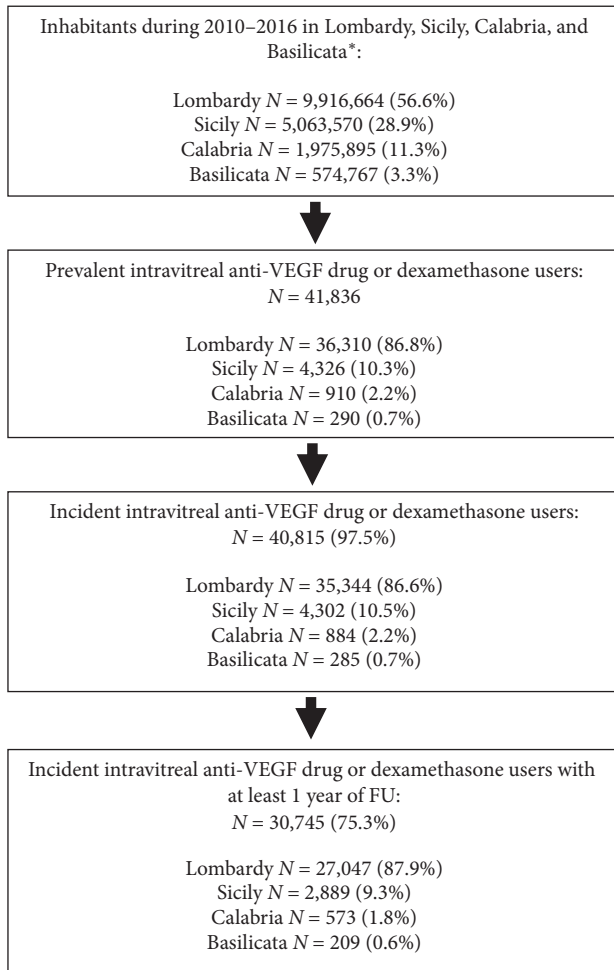 Inhabitants during 2010–2016 in Lombardy, Sicily, Calabria, and
Basilicata*:
Lombardy N = 9,916,664 (56.6%)
Sicily N = 5,063,570 (28.9%)
Calabria N = 1,975,895 (11.3%)
Basilicata N = 574,767 (3.3%)
Prevalent intravitreal anti-VEGF drug or dexamethasone users:
N = 41,836
Lombardy N = 36,310 (86.8%)
Sicily N = 4,326 (10.3%)
Calabria N = 910 (2.2%)
Basilicata N = 290 (0.7%)
Incident intravitreal anti-VEGF drug or dexamethasone users:
N = 40,815 (97.5%)
Lombardy N = 35,344 (86.6%)
Sicily N = 4,302 (10.5%)
Calabria N = 884 (2.2%)
Basilicata N = 285 (0.7%)
Incident intravitreal anti-VEGF drug or dexamethasone users with
at least 1 year of FU:
N = 30,745 (75.3%)
Lombardy N = 27,047 (87.9%)
Sicily N = 2,889 (9.3%)
Calabria N = 573 (1.8%)
Basilicata N = 209 (0.6%)